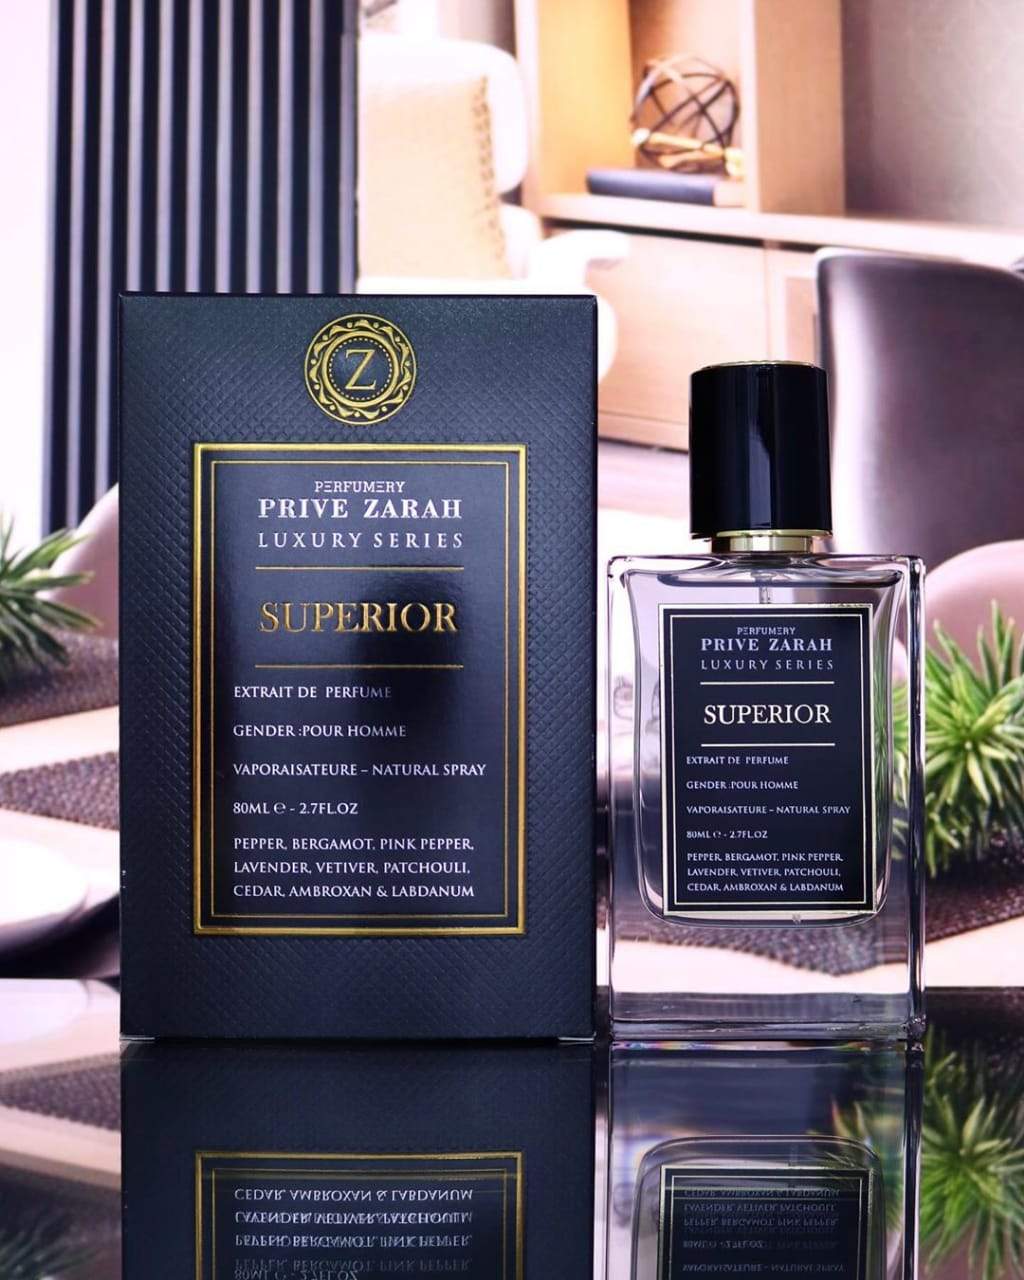 Z
PERFUMERY
PRIVE ZARAH
LUXURY SERIES
SUPERIOR
EXTRAIT DE PERFUME
GENDER :POUR HOMME
VAPORAISATEURE – NATURAL SPRAY
80ML ℮ - 2.7FL.OZ
PEPPER, BERGAMOT, PINK PEPPER,
LAVENDER, VETIVER, PATCHOULI,
CEDAR, AMBROXAN & LABDANUM
PERFUMERY
PRIVE ZARAH
LUXURY SERIES
SUPERIOR
EXTRAIT DE PERFUME
GENDER :POUR HOMME
VAPORAISATEURE – NATURAL SPRAY
80ML ℮ - 2.7FL.OZ
PEPPER, BERGAMOT, PINK PEPPER,
LAVENDER, VETIVER, PATCHOULI,
CEDAR, AMBROXAN & LABDANUM